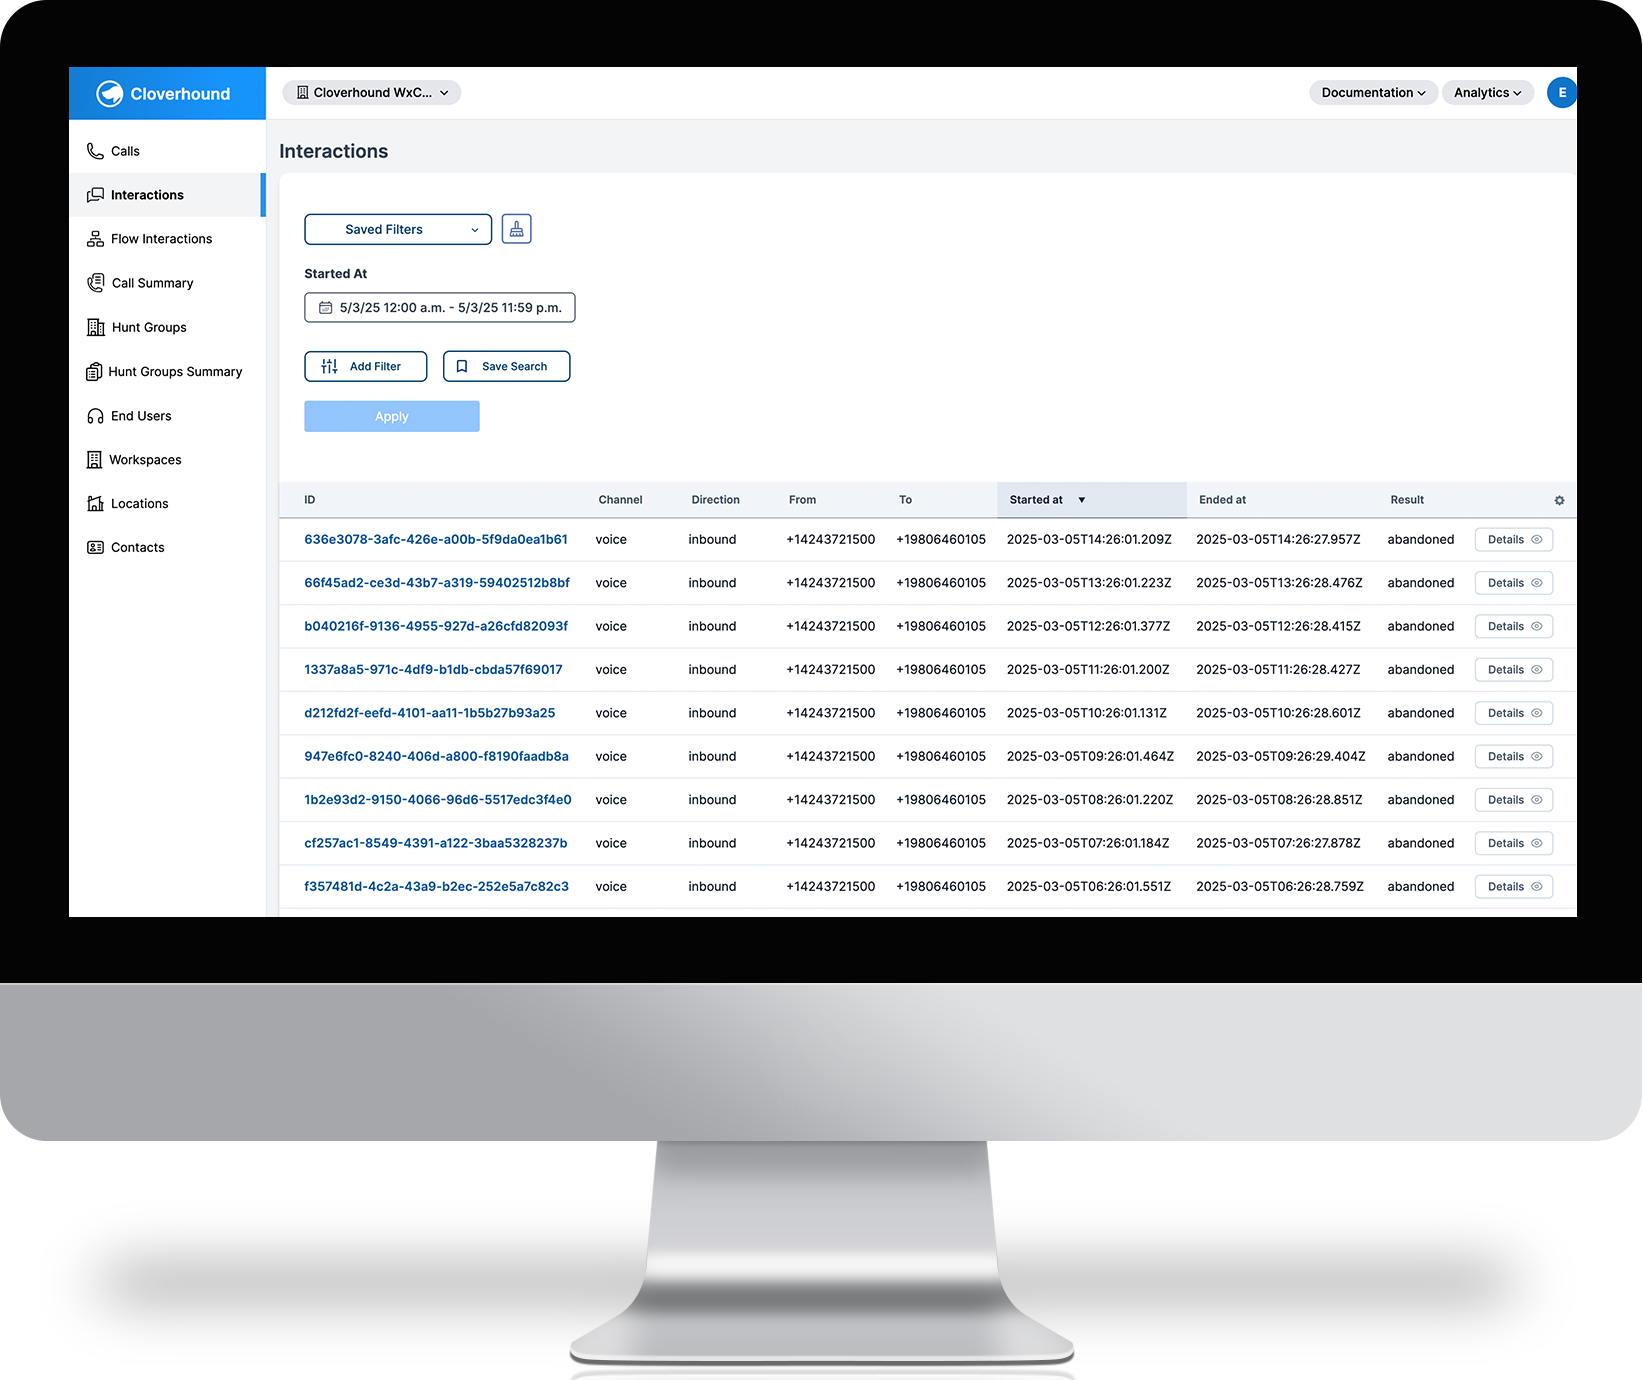 Cloverhound
Cloverhound WxC...
Documentation
Analytics
E
Calls
Interactions
Flow Interactions
Call Summary
Hunt Groups
Hunt Groups Summary
End Users
Workspaces
Locations
Contacts
Interactions
Saved Filters
Started At
5/3/25 12:00 a.m. - 5/3/25 11:59 p.m.
Add Filter Save Search
Apply
ID Channel Direction From To Started at ▼ Ended at Result
636e3078-3afc-426e-a00b-5f9da0ea1b61 voice inbound +14243721500 +19806460105 2025-03-05T14:26:01.209Z 2025-03-05T14:26:27.957Z abandoned Details
66f45ad2-ce3d-43b7-a319-59402512b8bf voice inbound +14243721500 +19806460105 2025-03-05T13:26:01.223Z 2025-03-05T13:26:28.476Z abandoned Details
b040216f-9136-4955-927d-a26cfd82093f voice inbound +14243721500 +19806460105 2025-03-05T12:26:01.377Z 2025-03-05T12:26:28.415Z abandoned Details
1337a8a5-971c-4df9-b1db-cbda57f69017 voice inbound +14243721500 +19806460105 2025-03-05T11:26:01.200Z 2025-03-05T11:26:28.427Z abandoned Details
d212fd2f-eefd-4101-aa11-1b5b27b93a25 voice inbound +14243721500 +19806460105 2025-03-05T10:26:01.131Z 2025-03-05T10:26:28.601Z abandoned Details
947e6fc0-8240-406d-a800-f8190faadb8a voice inbound +14243721500 +19806460105 2025-03-05T09:26:01.464Z 2025-03-05T09:26:29.404Z abandoned Details
1b2e93d2-9150-4066-96d6-5517edc3f4e0 voice inbound +14243721500 +19806460105 2025-03-05T08:26:01.220Z 2025-03-05T08:26:28.851Z abandoned Details
cf257ac1-8549-4391-a122-3baa5328237b voice inbound +14243721500 +19806460105 2025-03-05T07:26:01.184Z 2025-03-05T07:26:27.878Z abandoned Details
f357481d-4c2a-43a9-b2ec-252e5a7c82c3 voice inbound +14243721500 +19806460105 2025-03-05T06:26:01.551Z 2025-03-05T06:26:28.759Z abandoned Details